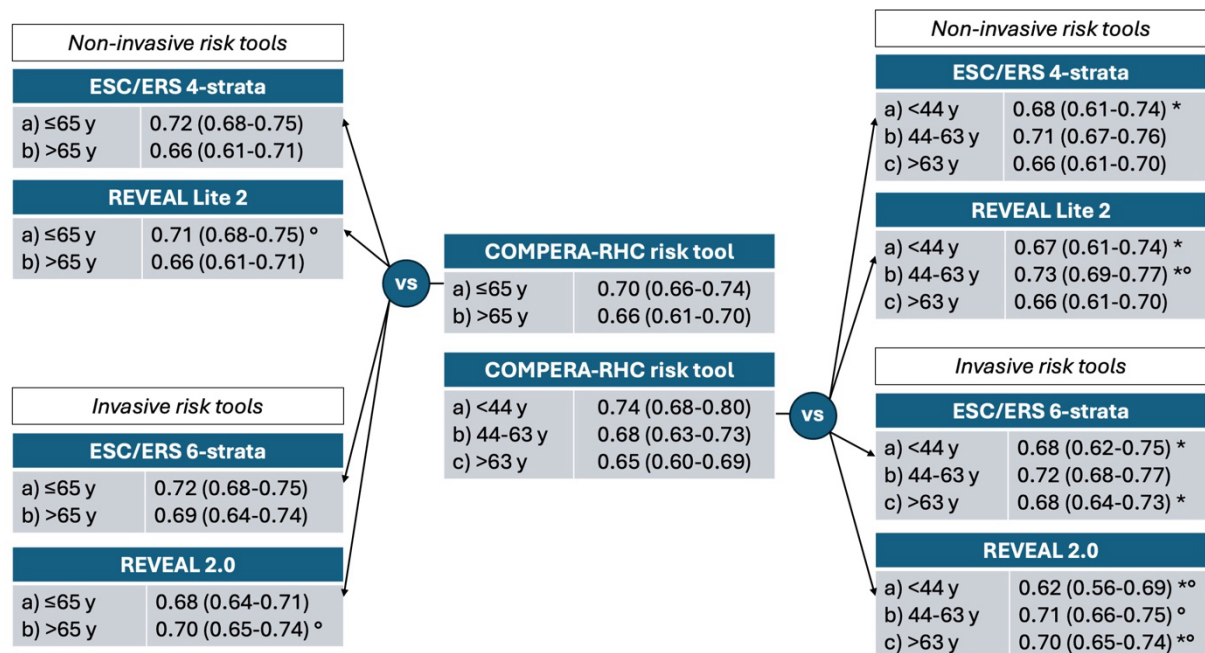 Non-invasive risk tools
ESC/ERS 4-strata
a) ≤65 y 0.72 (0.68-0.75)
b) >65 y 0.66 (0.61-0.71)
REVEAL Lite 2
a) ≤65 y 0.71 (0.68-0.75) °
b) >65 y 0.66 (0.61-0.71)
Invasive risk tools
ESC/ERS 6-strata
a) ≤65 y 0.72 (0.68-0.75)
b) >65 y 0.69 (0.64-0.74)
REVEAL 2.0
a) ≤65 y 0.68 (0.64-0.71)
b) >65 y 0.70 (0.65-0.74) °
vs
COMPERA-RHC risk tool
a) ≤65 y 0.70 (0.66-0.74)
b) >65 y 0.66 (0.61-0.70)
COMPERA-RHC risk tool
a) <44 y 0.74 (0.68-0.80)
b) 44-63 y 0.68 (0.63-0.73)
c) >63 y 0.65 (0.60-0.69)
vs
Non-invasive risk tools
ESC/ERS 4-strata
a) <44 y 0.68 (0.61-0.74) *
b) 44-63 y 0.71 (0.67-0.76)
c) >63 y 0.66 (0.61-0.70)
REVEAL Lite 2
a) <44 y 0.67 (0.61-0.74) *
b) 44-63 y 0.73 (0.69-0.77) *°
c) >63 y 0.66 (0.61-0.70)
Invasive risk tools
ESC/ERS 6-strata
a) <44 y 0.68 (0.62-0.75) *
b) 44-63 y 0.72 (0.68-0.77)
c) >63 y 0.68 (0.64-0.73) *
REVEAL 2.0
a) <44 y 0.62 (0.56-0.69) *°
b) 44-63 y 0.71 (0.66-0.75) °
c) >63 y 0.70 (0.65-0.74) *°